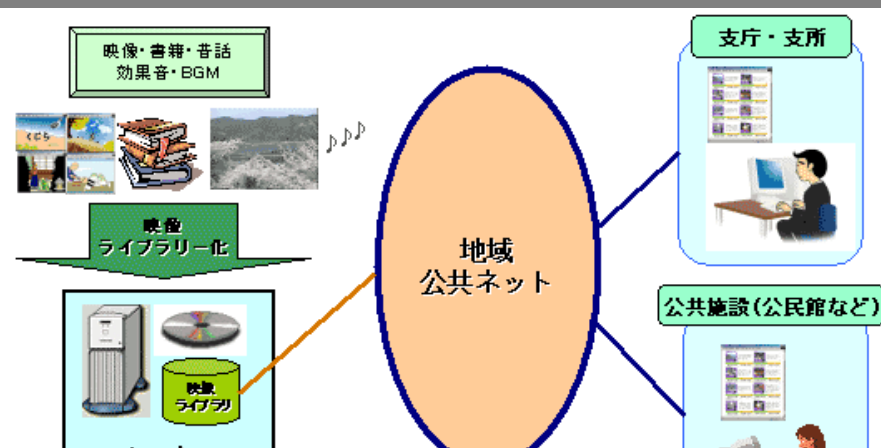 映像・書籍・昔話
効果音・BGM
くじら
映像
ライブラリー化
映像
ライブラリ
地域
公共ネット
支庁・支所
公共施設(公民館など)